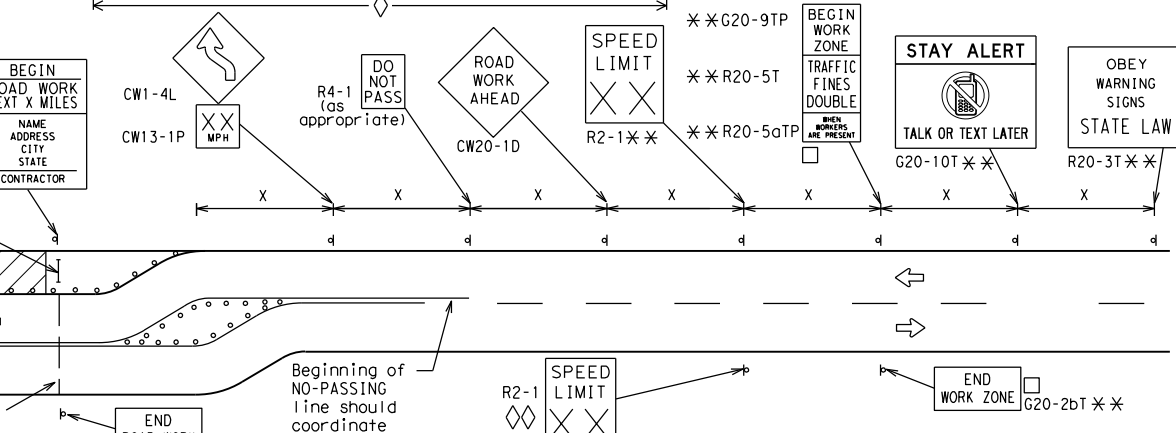 BEGIN
ROAD WORK
NEXT X MILES
NAME
ADDRESS
CITY
STATE
CONTRACTOR
CW1-4L
CW13-1P
XX
MPH
R4-1
(as
appropriate)
DO
NOT
PASS
ROAD
WORK
AHEAD
CW20-1D
SPEED
LIMIT
XX
R2-1**
**G20-9TP
**R20-5T
**R20-5aTP
BEGIN
WORK
ZONE
TRAFFIC
FINES
DOUBLE
WHEN
WORKERS
ARE PRESENT
STAY ALERT
TALK OR TEXT LATER
G20-10T**
OBEY
WARNING
SIGNS
STATE LAW
R20-3T**
X
X
X
X
X
X
X
Beginning of
NO-PASSING
line should
coordinate
R2-1
SPEED
LIMIT
XX
END
WORK ZONE
G20-2bT**
END
ROAD WORK